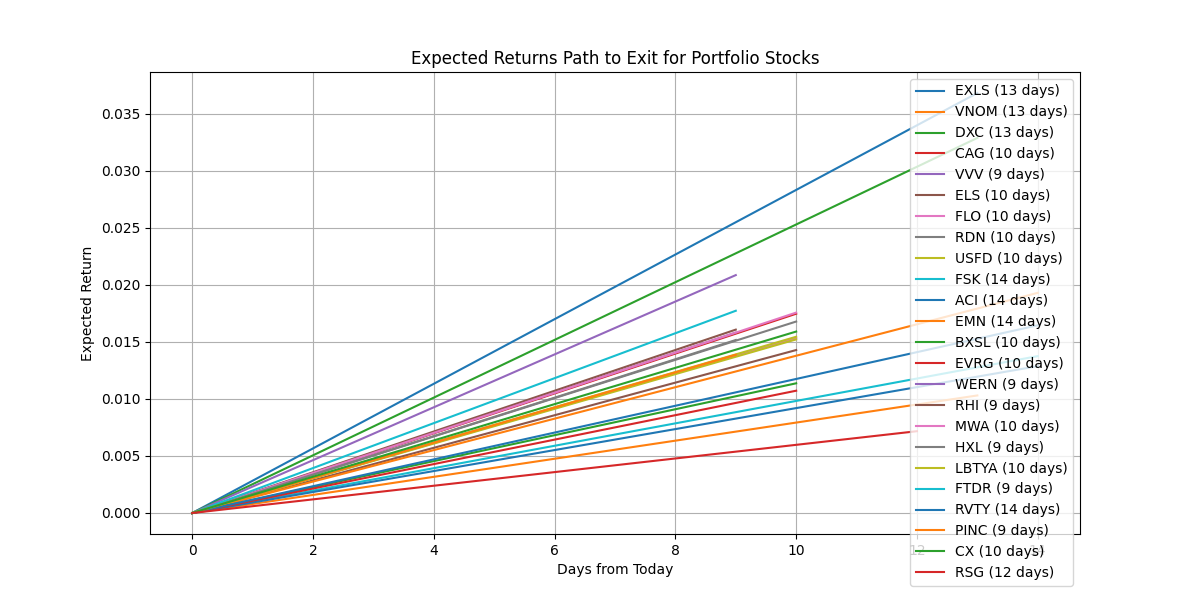 Expected Returns Path to Exit for Portfolio Stocks
Expected Return
0.035
0.030
0.025
0.020
0.015
0.010
0.005
0.000
0 2 4 6 8 10 12
Days from Today
EXLS (13 days)
VNOM (13 days)
DXC (13 days)
CAG (10 days)
VVV (9 days)
ELS (10 days)
FLO (10 days)
RDN (10 days)
USFD (10 days)
FSK (14 days)
ACI (14 days)
EMN (14 days)
BXSL (10 days)
EVRG (10 days)
WERN (9 days)
RHI (9 days)
MWA (10 days)
HXL (9 days)
LBTYA (10 days)
FTDR (9 days)
RVTY (14 days)
PINC (9 days)
CX (10 days)
RSG (12 days)